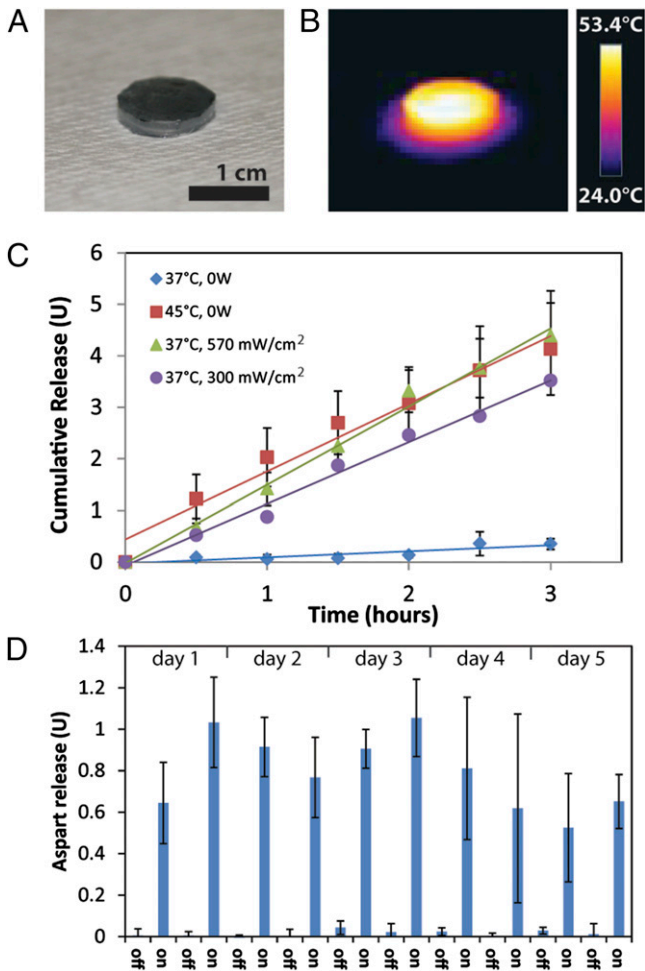 A
1 cm
B
53.4°C
24.0°C
C
Cumulative Release (U)
6
5
4
3
2
1
0
37°C, 0W
45°C, 0W
37°C, 570 mW/cm²
37°C, 300 mW/cm²
0 1 2 3
Time (hours)
D
Aspart release (U)
1.4
1.2
1
0.8
0.6
0.4
0.2
0
day 1 day 2 day 3 day 4 day 5
off on off on off on off on off on off on off on off on off on off on